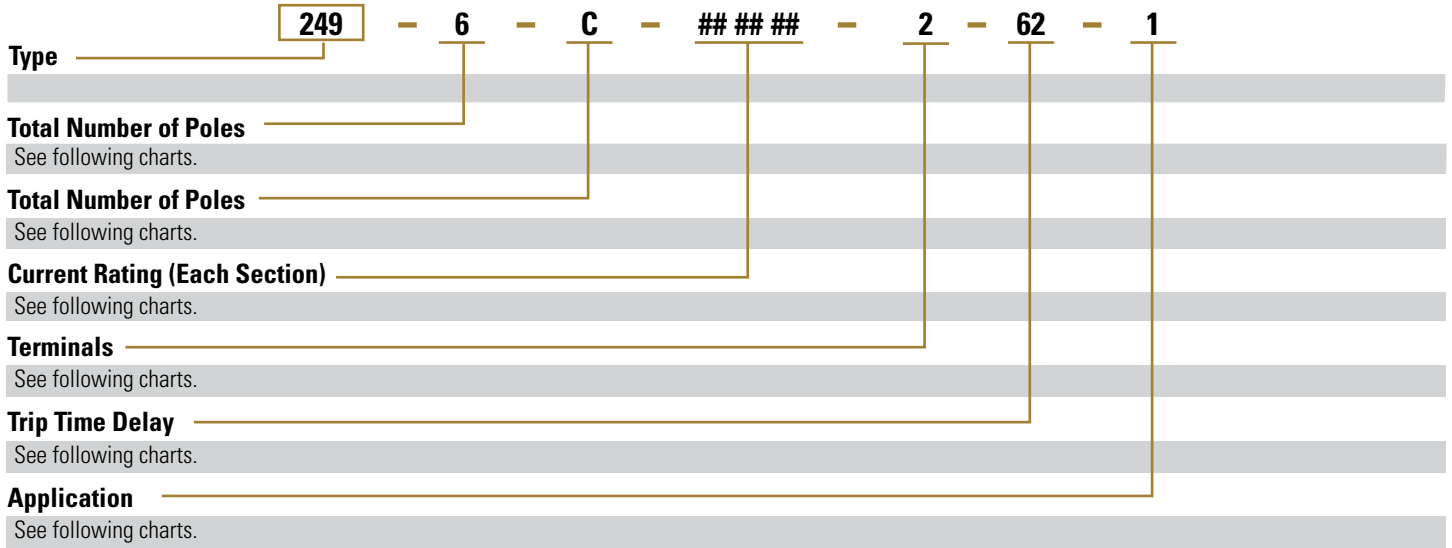 249 – 6 – C – ## ## ## – 2 – 62 – 1
Type
Total Number of Poles
See following charts.
Total Number of Poles
See following charts.
Current Rating (Each Section)
See following charts.
Terminals
See following charts.
Trip Time Delay
See following charts.
Application
See following charts.